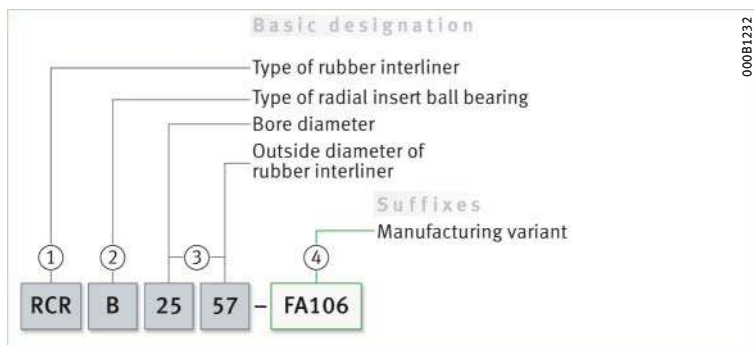 Basic designation
Type of rubber interliner
Type of radial insert ball bearing
Bore diameter
Outside diameter of
rubber interliner
Suffixes
Manufacturing variant
1 2 3 4
RCR B 25 57 – FA106
000B1232